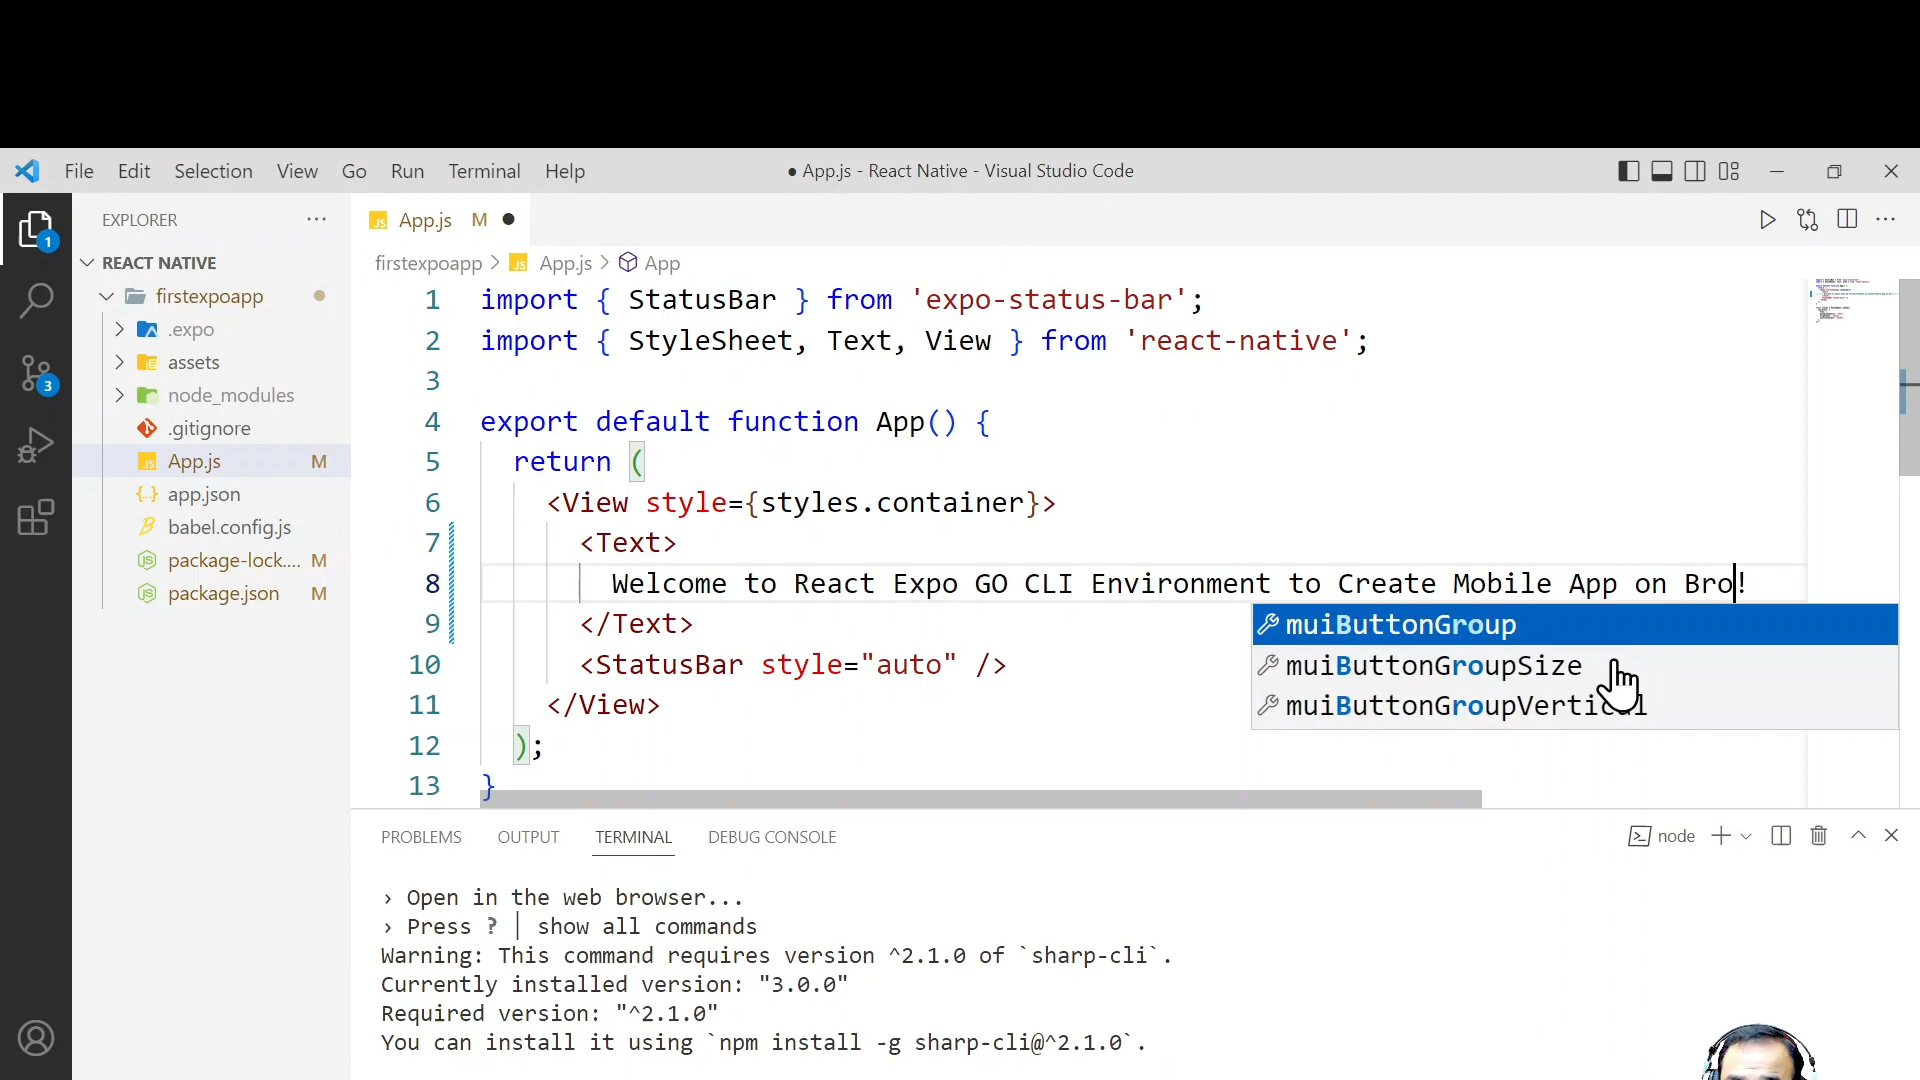 File Edit Selection View Go Run Terminal Help
● App.js - React Native - Visual Studio Code
EXPLORER
REACT NATIVE
firstexpoapp
.expo
assets
node_modules
.gitignore
App.js M
app.json
babel.config.js
package-lock.... M
package.json M
1
3
JS App.js M ●
firstexpoapp > JS App.js > App
1 import { StatusBar } from 'expo-status-bar';
2 import { StyleSheet, Text, View } from 'react-native';
3
4 export default function App() {
5 return (
6 <View style={styles.container}>
7 <Text>
8 Welcome to React Expo GO CLI Environment to Create Mobile App on Bro!
9 </Text>
10 <StatusBar style="auto" />
11 </View>
12 );
13 }
muiButtonGroup
muiButtonGroupSize
muiButtonGroupVertical
PROBLEMS OUTPUT TERMINAL DEBUG CONSOLE
node
› Open in the web browser...
› Press ? │ show all commands
Warning: This command requires version ^2.1.0 of `sharp-cli`.
Currently installed version: "3.0.0"
Required version: "^2.1.0"
You can install it using `npm install -g sharp-cli@^2.1.0`.